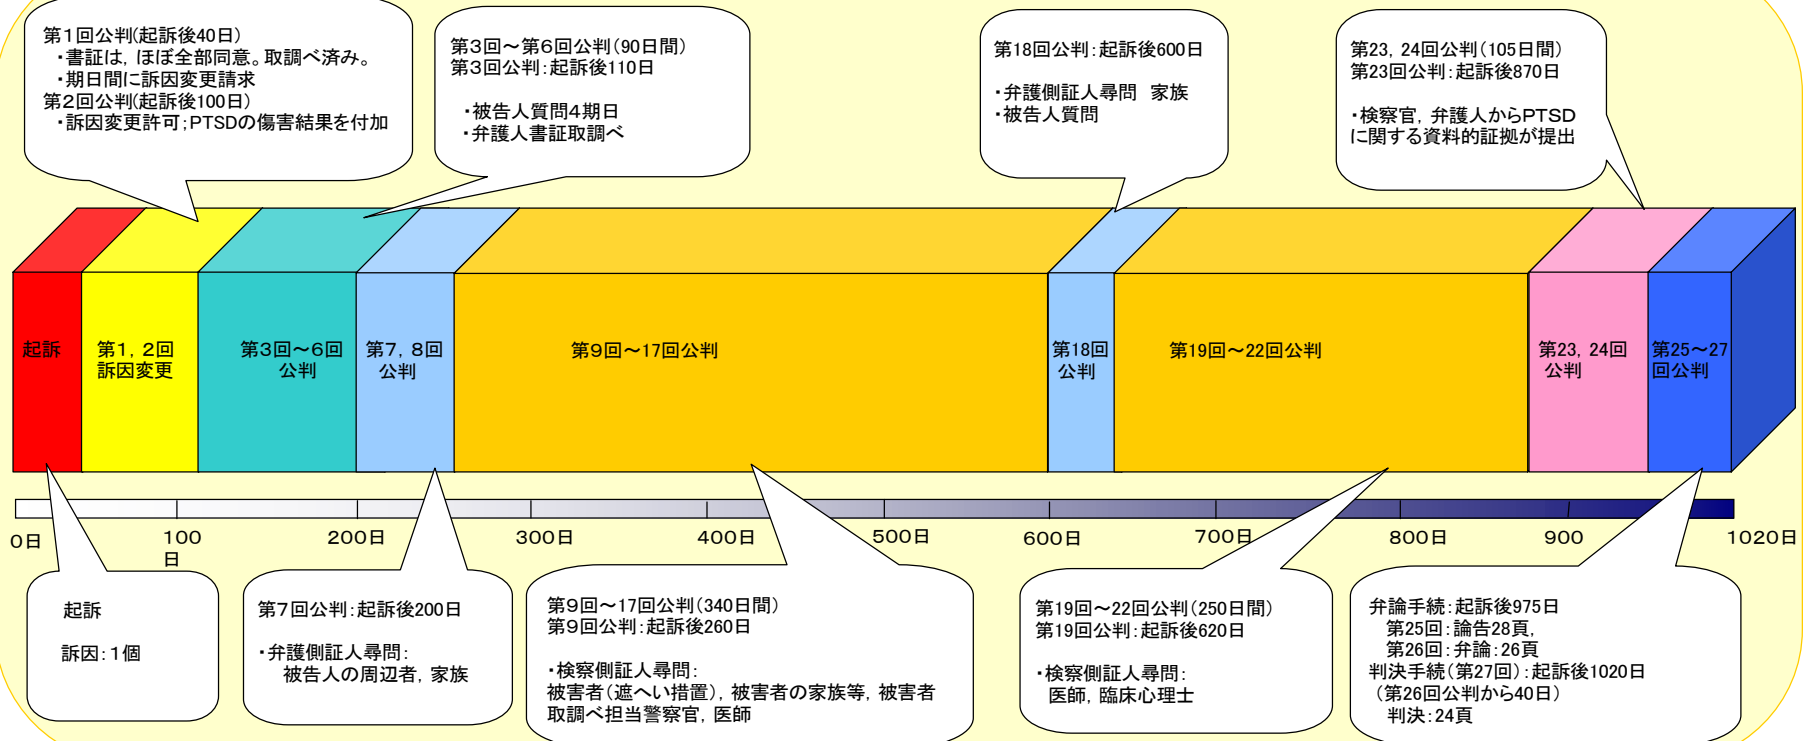 第1回公判(起訴後40日)
・書証は，ほぼ全部同意。取調べ済み。
・期日間に訴因変更請求
第2回公判(起訴後100日)
・訴因変更許可;PTSDの傷害結果を付加
第3回～第6回公判(90日間)
第3回公判:起訴後110日
・被告人質問4期日
・弁護人書証取調べ
第18回公判:起訴後600日
・弁護側証人尋問　家族
・被告人質問
第23，24回公判(105日間)
第23回公判:起訴後870日
・検察官，弁護人からPTSD
に関する資料的証拠が提出
起訴
第1，2回
訴因変更
第3回～6回
公判
第7，8回
公判
第9回～17回公判
第18回
公判
第19回～22回公判
第23，24回
公判
第25～27
回公判
0日
100
日
200日
300日
400日
500日
600日
700日
800日
900
1020日
起訴
訴因:1個
第7回公判:起訴後200日
・弁護側証人尋問:
被告人の周辺者，家族
第9回～17回公判(340日間)
第9回公判:起訴後260日
・検察側証人尋問:
被害者(遮へい措置)，被害者の家族等，被害者
取調べ担当警察官，医師
第19回～22回公判(250日間)
第19回公判:起訴後620日
・検察側証人尋問:
医師，臨床心理士
弁論手続:起訴後975日
第25回:論告28頁，
第26回:弁論:26頁
判決手続(第27回):起訴後1020日
(第26回公判から40日)
判決:24頁